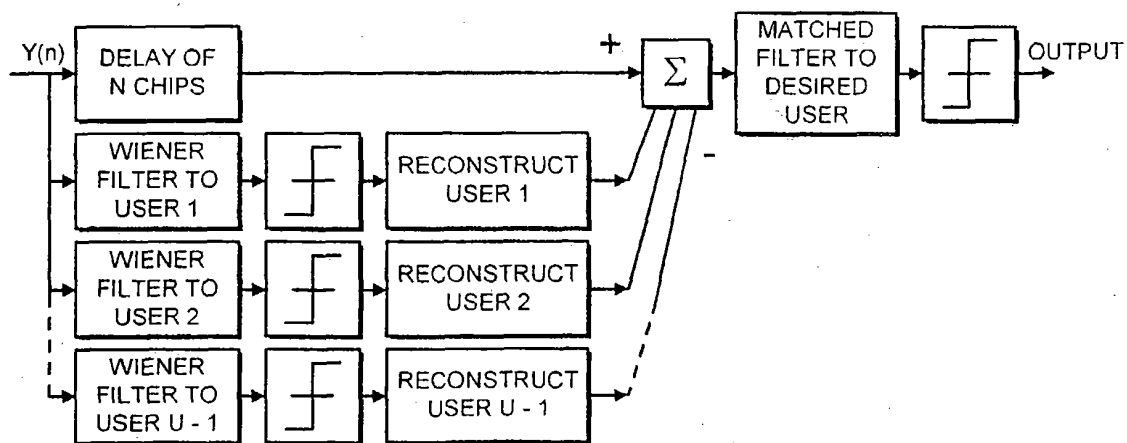 Y(n)
DELAY OF
N CHIPS
+
Σ
MATCHED
FILTER TO
DESIRED
USER
OUTPUT
-
WIENER
FILTER TO
USER 1
RECONSTRUCT
USER 1
WIENER
FILTER TO
USER 2
RECONSTRUCT
USER 2
WIENER
FILTER TO
USER U - 1
RECONSTRUCT
USER U - 1